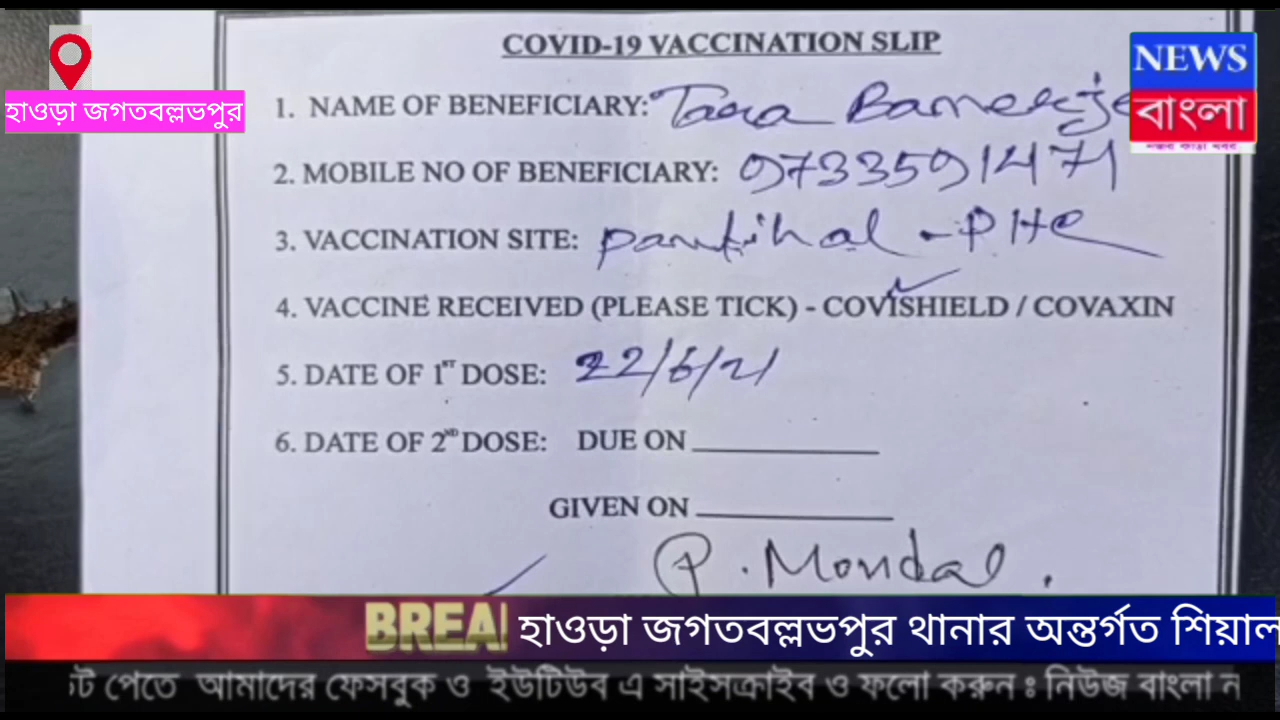 COVID-19 VACCINATION SLIP
1. NAME OF BENEFICIARY: Tara Banerje
2. MOBILE NO OF BENEFICIARY: 9733591471
3. VACCINATION SITE: Pantihal - PHC
4. VACCINE RECEIVED (PLEASE TICK) - COVISHIELD / COVAXIN
5. DATE OF 1ST DOSE: 22/6/21
6. DATE OF 2ND DOSE: DUE ON
GIVEN ON
P. Mondal.
হাওড়া জগতবল্লভপুর
NEWS
বাংলা
BREA
হাওড়া জগতবল্লভপুর থানার অন্তর্গত শিয়াল
পেতে আমাদের ফেসবুক ও ইউটিউব এ সাইসক্রাইব ও ফলো করুন ঃ নিউজ বাংলা ন